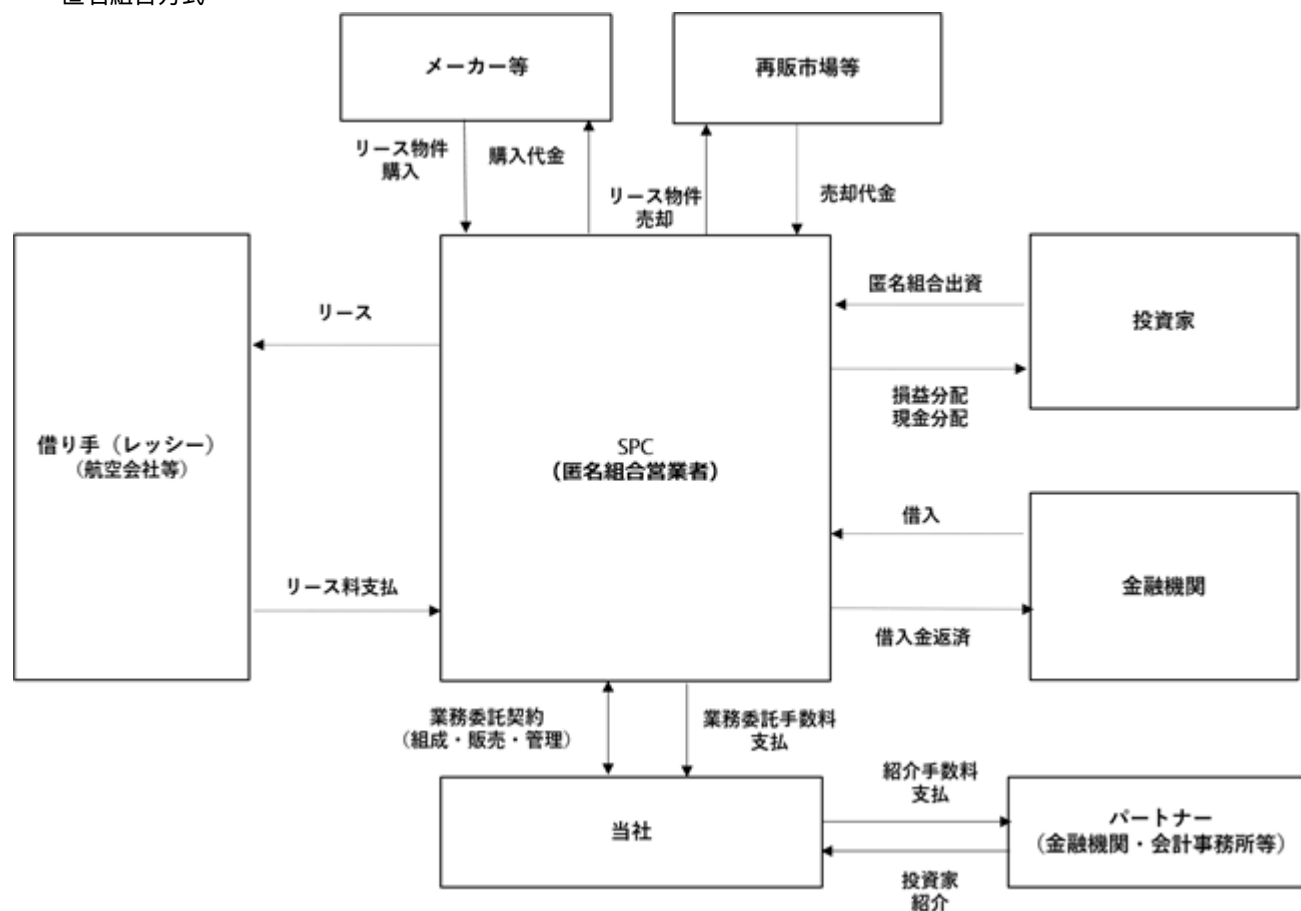 匿名組合方式
メーカー等
再販市場等
リース物件
購入
購入代金
リース物件
売却
売却代金
匿名組合出資
投資家
リース
損益分配
現金分配
借り手（レッシー）
（航空会社等）
SPC
（匿名組合営業者）
借入
金融機関
リース料支払
借入金返済
業務委託契約
（組成・販売・管理）
業務委託手数料
支払
紹介手数料
支払
当社
パートナー
（金融機関・会計事務所等）
投資家
紹介